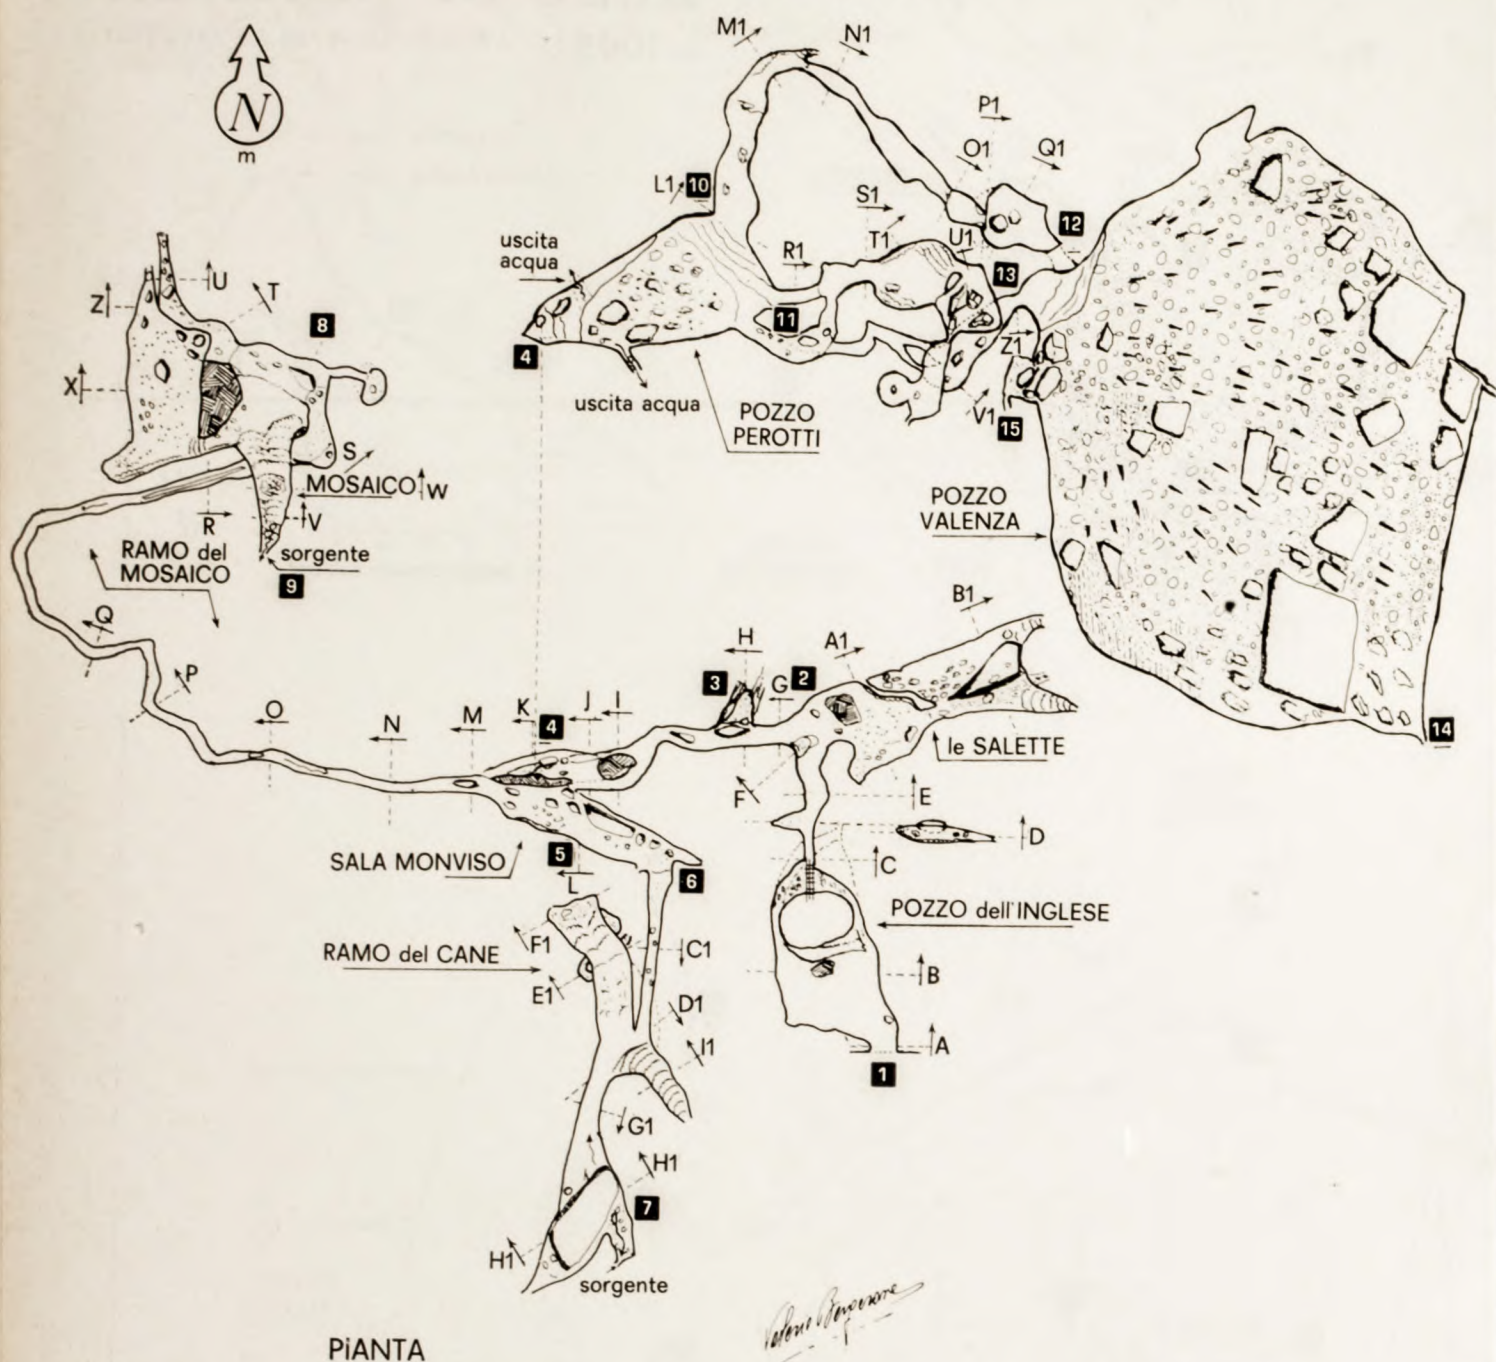 M1
N1
N
m
P1
O1
Q1
L1 10
S1
12
uscita
acqua
T1
U1
R1
13
U
T
Z
8
11
4
Z1
X
uscita acqua
POZZO
PEROTTI
V1
15
S
MOSAICO W
POZZO
VALENZA
R
V
RAMO del
MOSAICO
sorgente
9
B1
Q
H
A1
P
3
G 2
O
N
M
K
4
J
I
14
le SALETTE
F
E
D
SALA MONVISO
5
C
L
6
POZZO dell'INGLESE
F1
RAMO del CANE
C1
B
E1
D1
I1
A
1
G1
H1
7
H1
sorgente
PiANTA